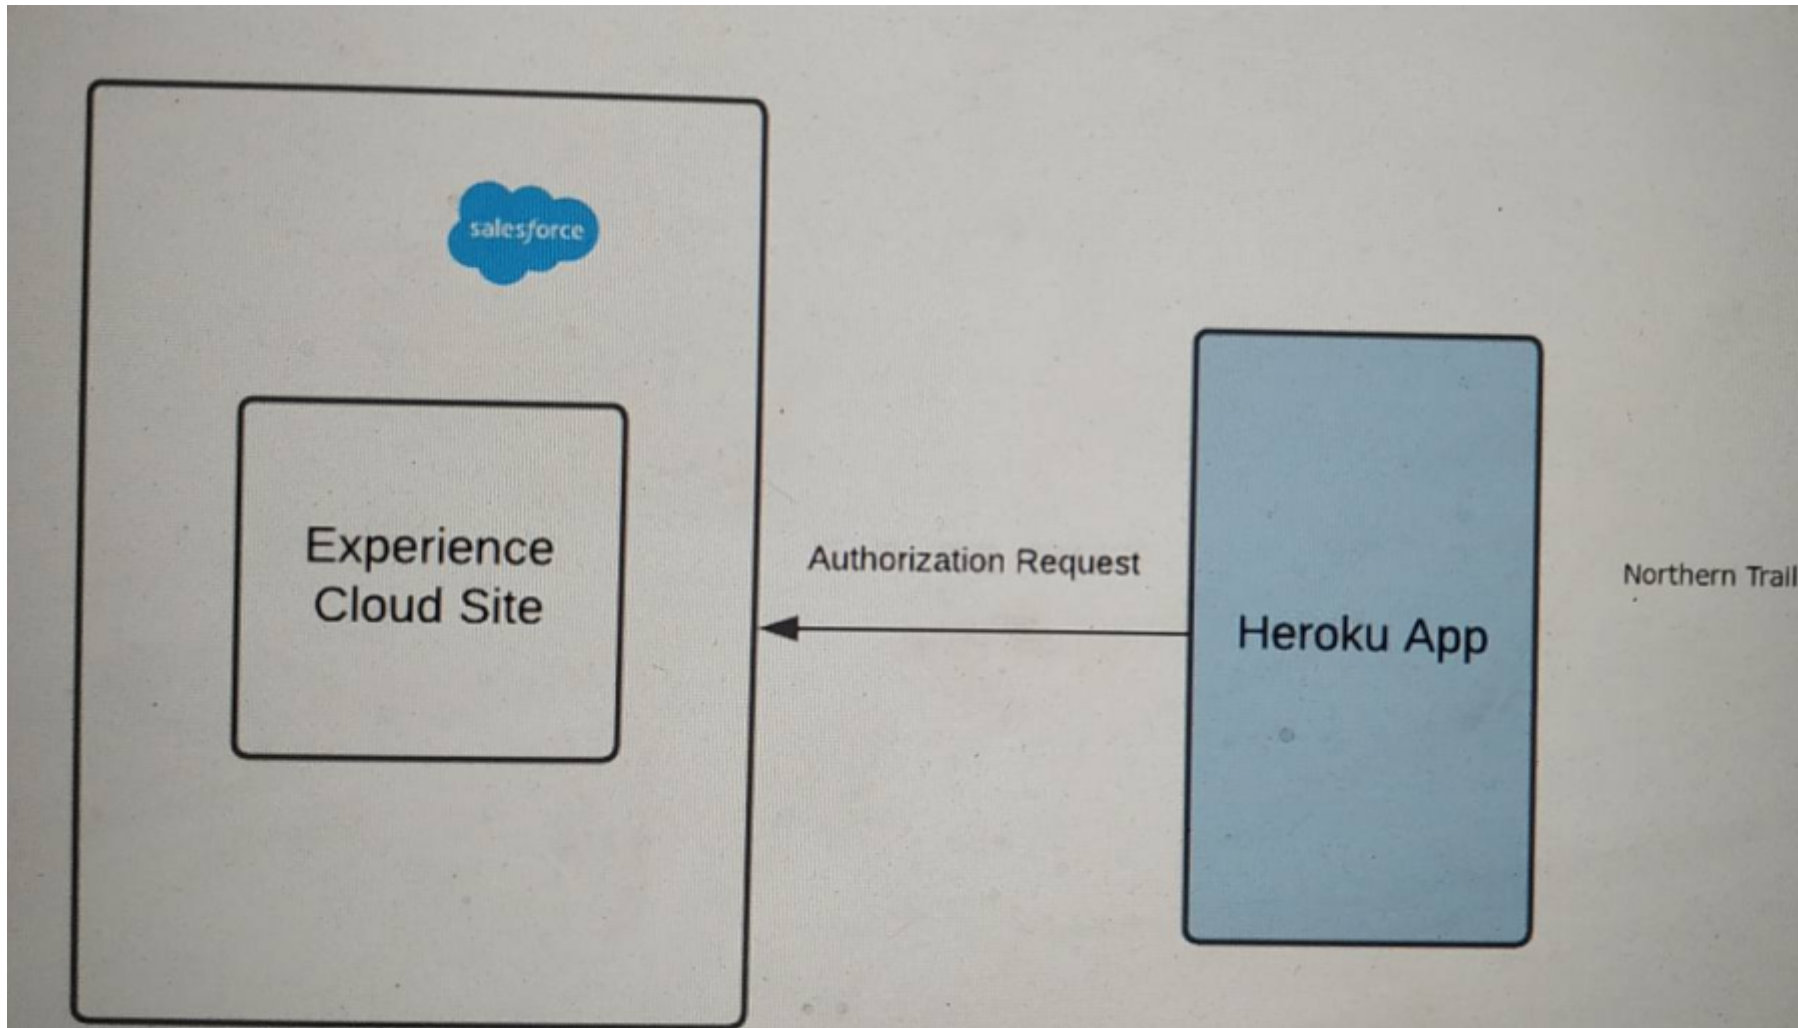 salesforce
Experience
Cloud Site
Authorization Request
Heroku App
Northern Trail